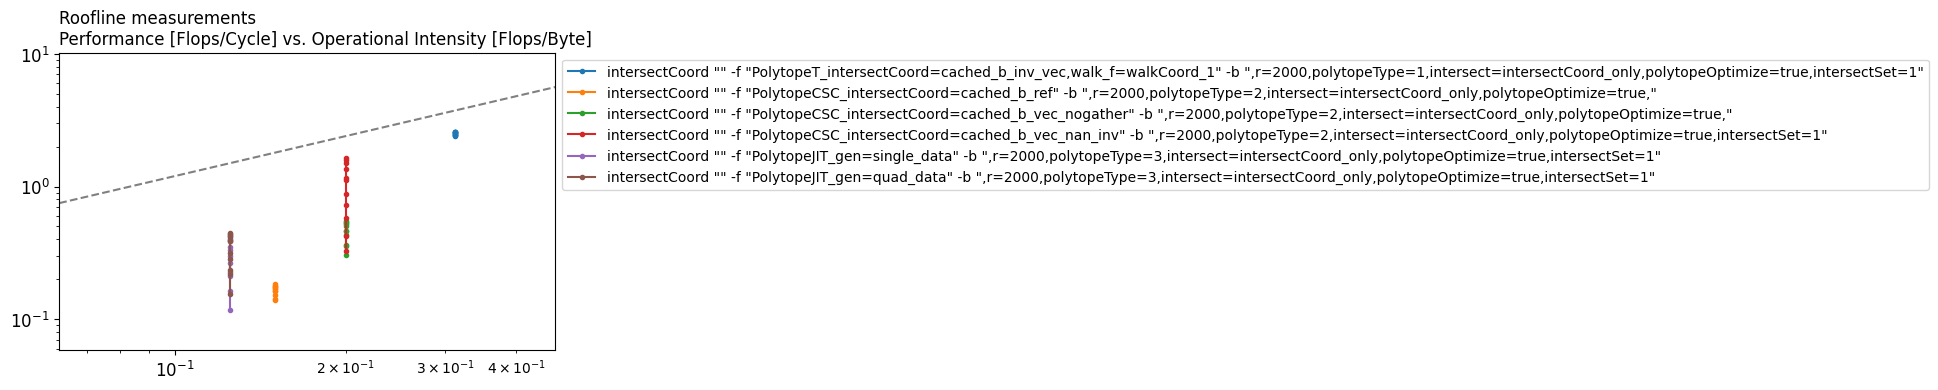 Roofline measurements
Performance [Flops/Cycle] vs. Operational Intensity [Flops/Byte]
10¹
10⁰
10⁻¹
10⁻¹
2 × 10⁻¹
3 × 10⁻¹
4 × 10⁻¹
intersectCoord "" -f "PolytopeT_intersectCoord=cached_b_inv_vec,walk_f=walkCoord_1" -b ",r=2000,polytopeType=1,intersect=intersectCoord_only,polytopeOptimize=true,intersectSet=1"
intersectCoord "" -f "PolytopeCSC_intersectCoord=cached_b_ref" -b ",r=2000,polytopeType=2,intersect=intersectCoord_only,polytopeOptimize=true,"
intersectCoord "" -f "PolytopeCSC_intersectCoord=cached_b_vec_nogather" -b ",r=2000,polytopeType=2,intersect=intersectCoord_only,polytopeOptimize=true,"
intersectCoord "" -f "PolytopeCSC_intersectCoord=cached_b_vec_nan_inv" -b ",r=2000,polytopeType=2,intersect=intersectCoord_only,polytopeOptimize=true,intersectSet=1"
intersectCoord "" -f "PolytopeJIT_gen=single_data" -b ",r=2000,polytopeType=3,intersect=intersectCoord_only,polytopeOptimize=true,intersectSet=1"
intersectCoord "" -f "PolytopeJIT_gen=quad_data" -b ",r=2000,polytopeType=3,intersect=intersectCoord_only,polytopeOptimize=true,intersectSet=1"